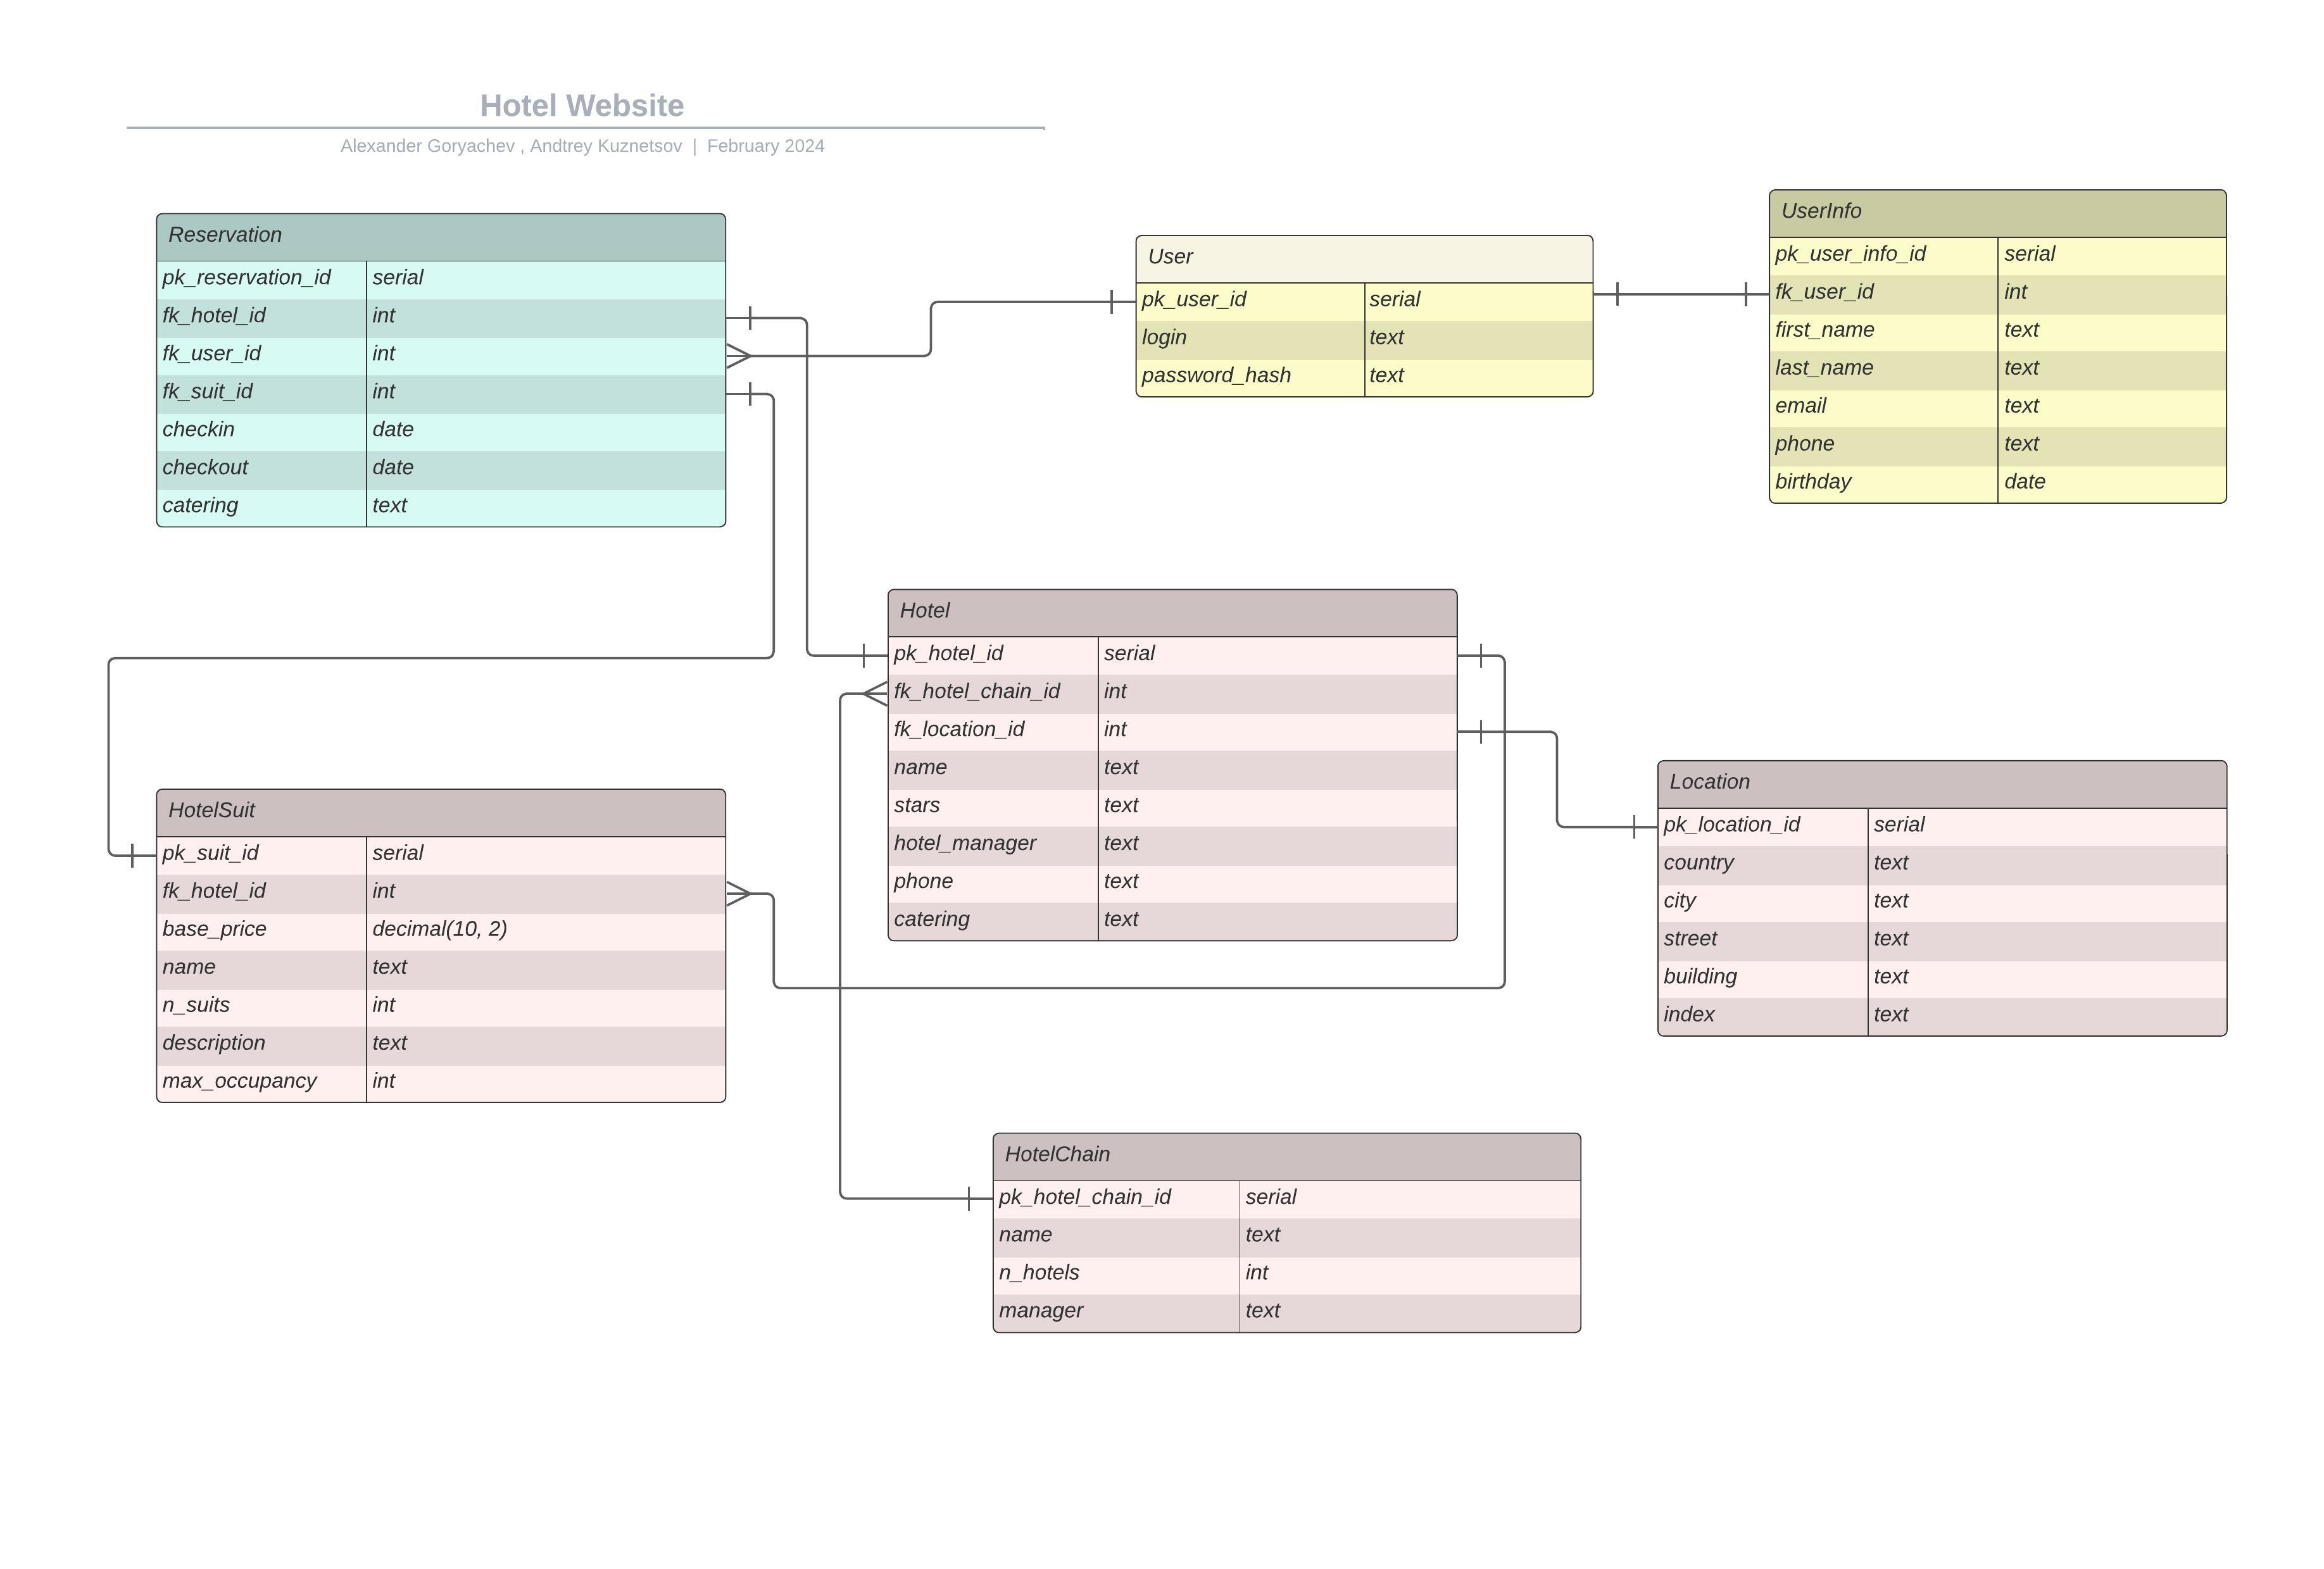 Hotel Website
Alexander Goryachev , Andtrey Kuznetsov | February 2024
Reservation
pk_reservation_id serial
fk_hotel_id int
fk_user_id int
fk_suit_id int
checkin date
checkout date
catering text
User
pk_user_id serial
login text
password_hash text
UserInfo
pk_user_info_id serial
fk_user_id int
first_name text
last_name text
email text
phone text
birthday date
Hotel
pk_hotel_id serial
fk_hotel_chain_id int
fk_location_id int
name text
stars text
hotel_manager text
phone text
catering text
HotelSuit
pk_suit_id serial
fk_hotel_id int
base_price decimal(10, 2)
name text
n_suits int
description text
max_occupancy int
Location
pk_location_id serial
country text
city text
street text
building text
index text
HotelChain
pk_hotel_chain_id serial
name text
n_hotels int
manager text